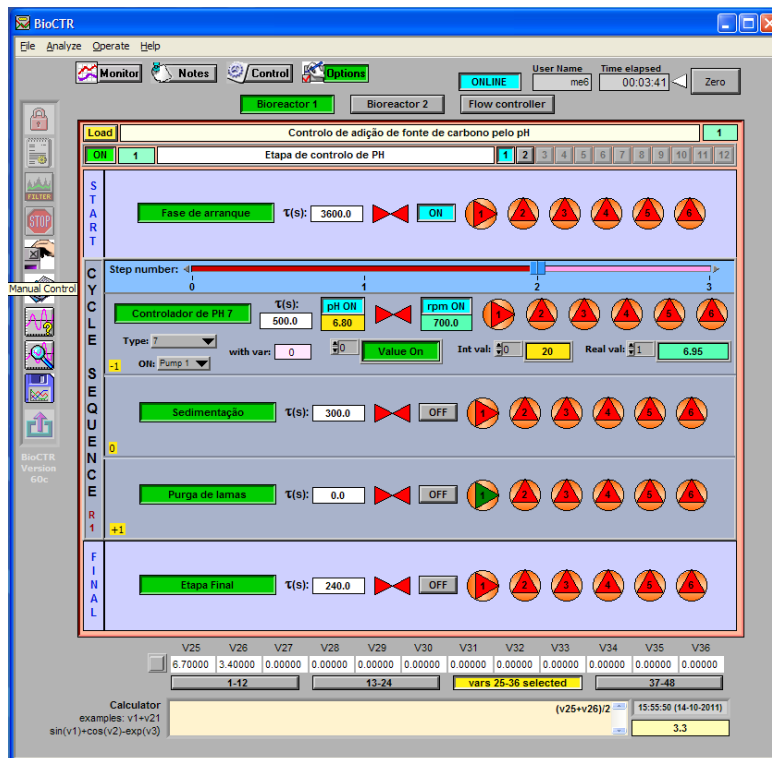 BioCTR
File Analyze Operate Help
Monitor Notes Control Options
ONLINE User Name me6 Time elapsed 00:03:41 Zero
Bioreactor 1 Bioreactor 2 Flow controller
Load Controlo de adição de fonte de carbono pelo pH 1
ON 1 Etapa de controlo de PH 1 2 3 4 5 6 7 8 9 10 11 12
FILTER
STOP
Manual Control
BioCTR
Version
60c
START
Fase de arranque τ(s): 3600.0 ON 1 2 3 4 5 6
CYCLE SEQUENCE R1
Step number: 0 1 2 3
Controlador de PH 7 τ(s): 500.0 pH ON 6.80 rpm ON 700.0 1 2 3 4 5 6
Type: 7 with var: 0 0 Value On Int val: 0 20 Real val: 1 6.95
-1 ON: Pump 1
Sedimentação τ(s): 300.0 OFF 1 2 3 4 5 6
0
Purga de lamas τ(s): 0.0 OFF 1 2 3 4 5 6
+1
FINAL
Etapa Final τ(s): 240.0 OFF 1 2 3 4 5 6
V25 V26 V27 V28 V29 V30 V31 V32 V33 V34 V35 V36
6.70000 3.40000 0.00000 0.00000 0.00000 0.00000 0.00000 0.00000 0.00000 0.00000 0.00000 0.00000
1-12 13-24 vars 25-36 selected 37-48
Calculator
examples: v1+v21
sin(v1)+cos(v2)-exp(v3)
(v25+v26)/2
15:55:50 (14-10-2011)
3.3